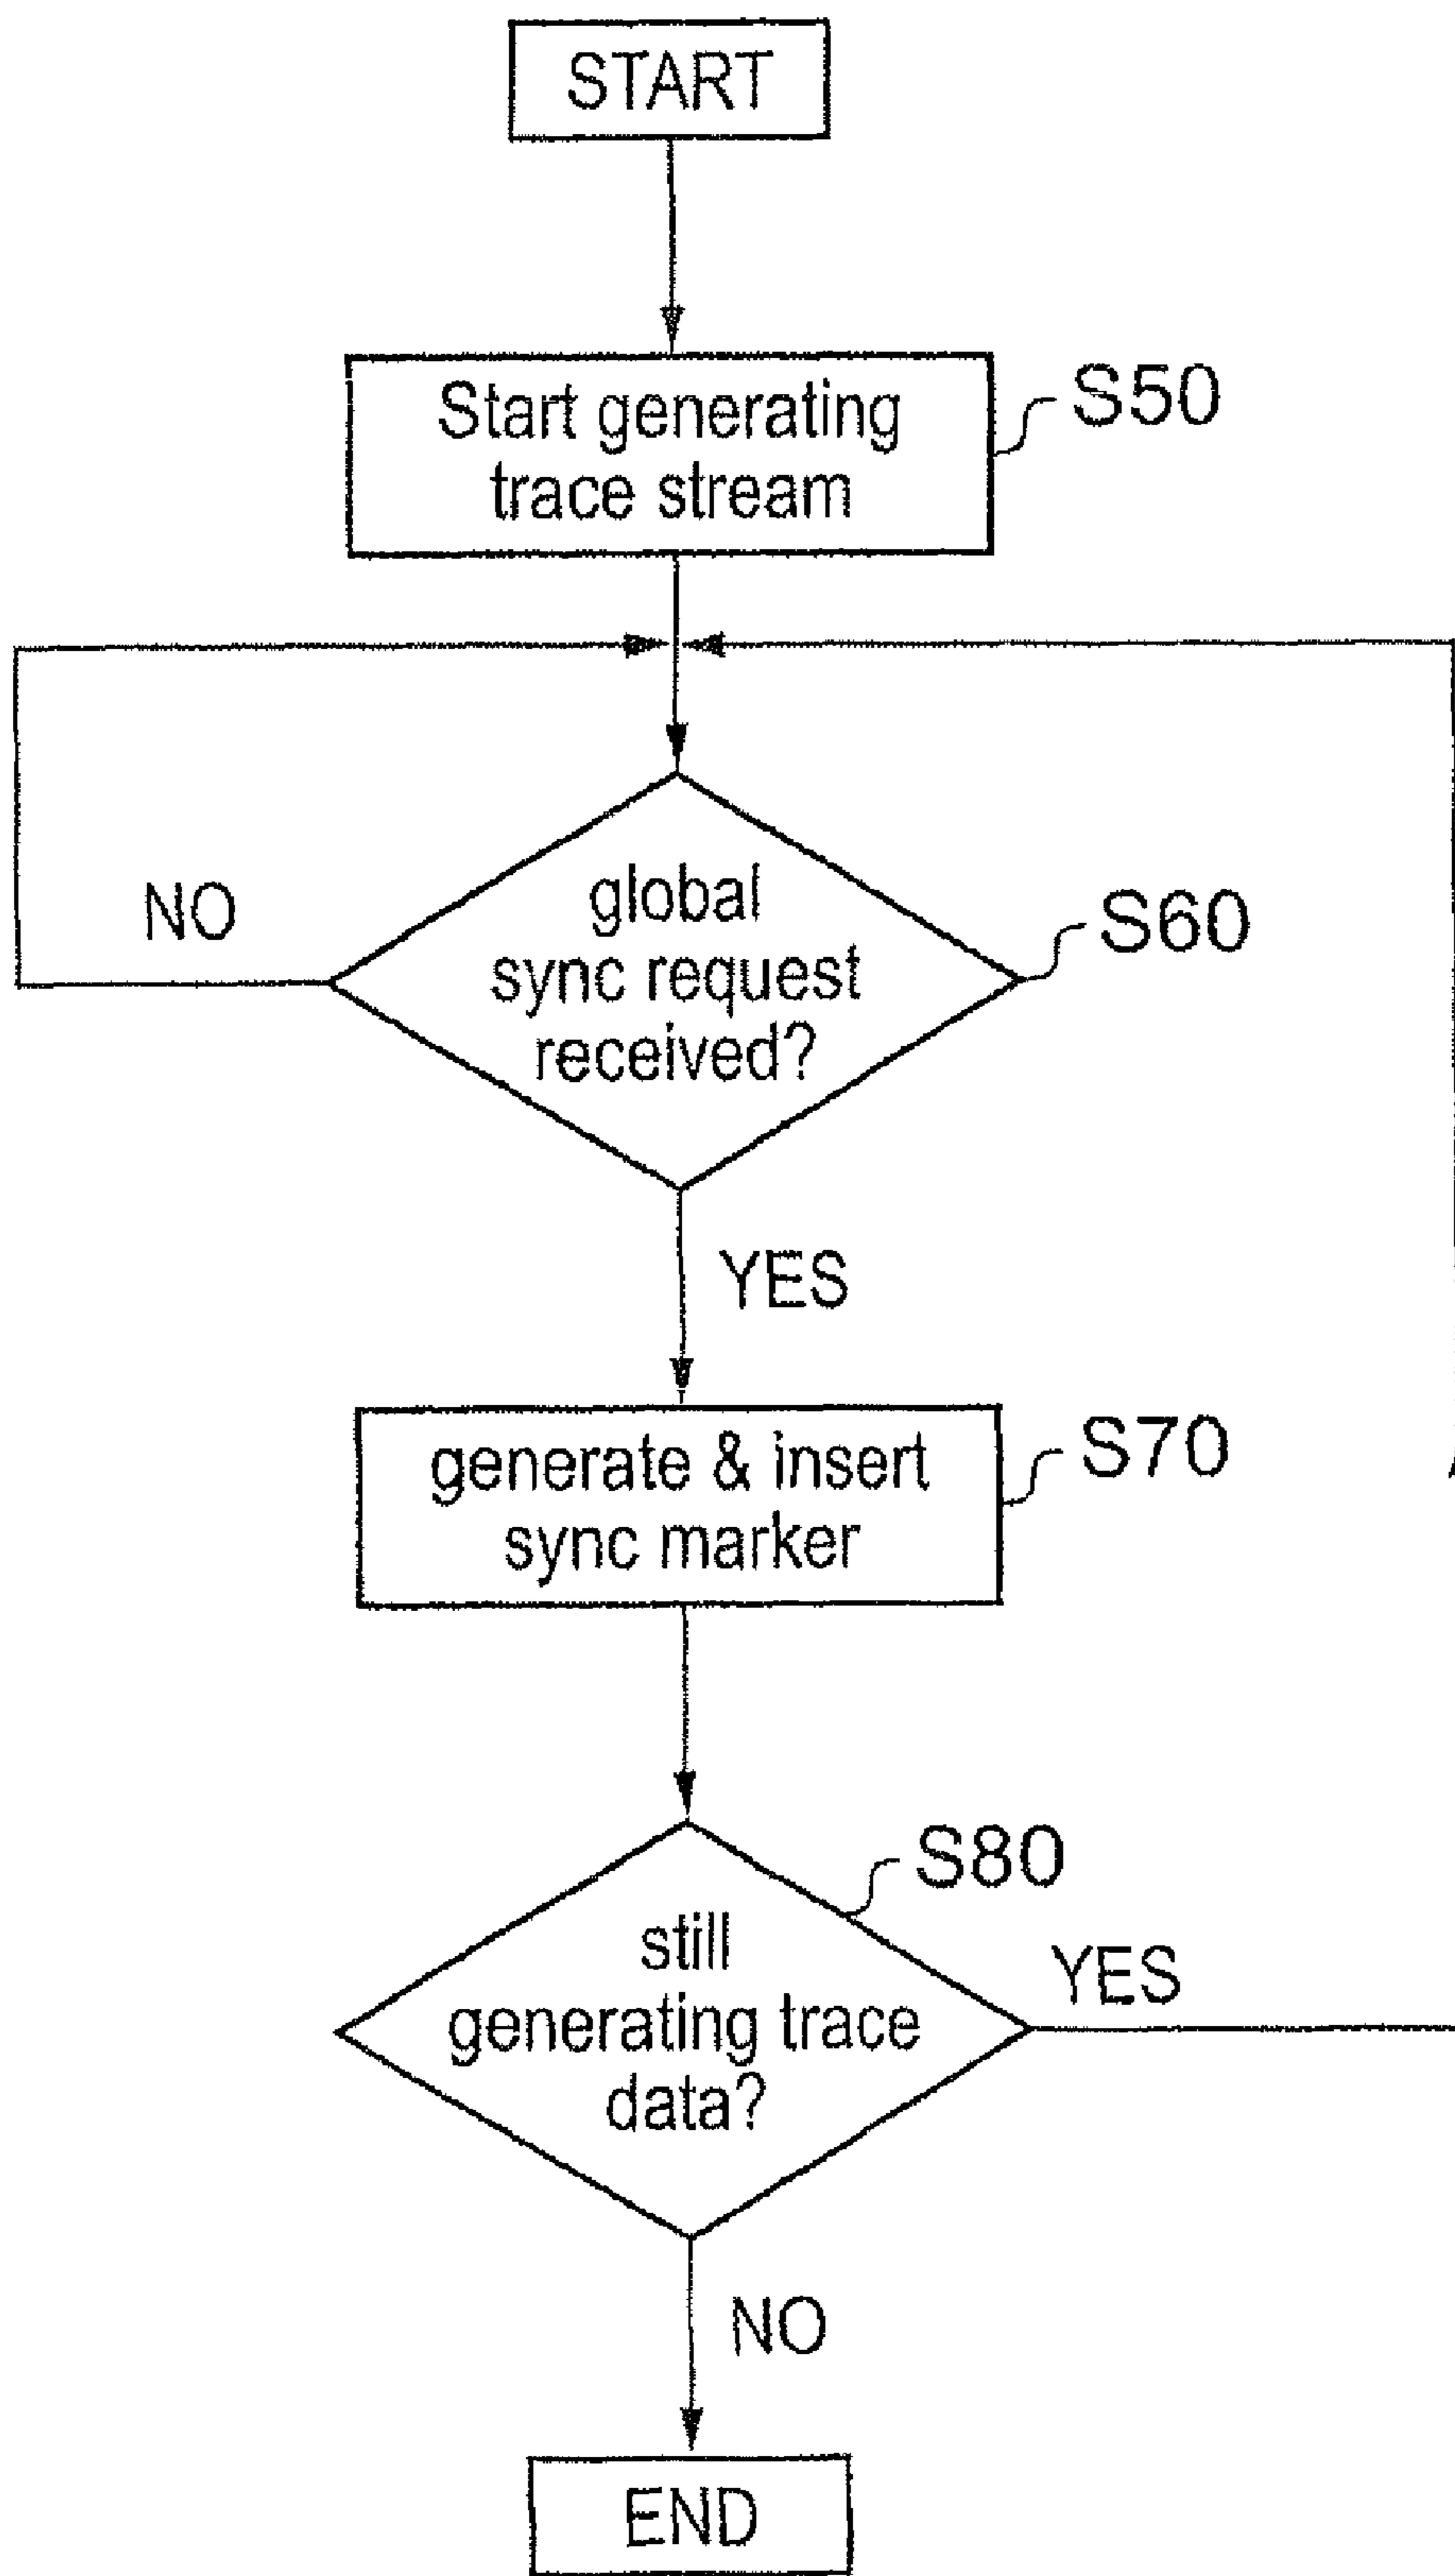 START
Start generating
trace stream
S50
global
sync request
received?
S60
NO
YES
generate & insert
sync marker
S70
still
generating trace
data?
S80
YES
NO
END